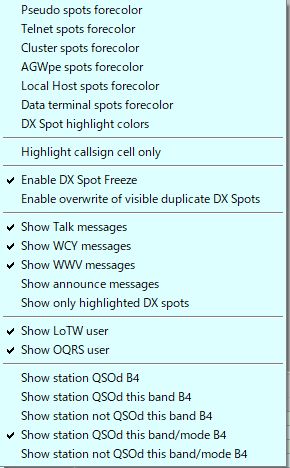 Pseudo spots forecolor
Telnet spots forecolor
Cluster spots forecolor
AGWpe spots forecolor
Local Host spots forecolor
Data terminal spots forecolor
DX Spot highlight colors
Highlight callsign cell only
Enable DX Spot Freeze
Enable overwrite of visible duplicate DX Spots
Show Talk messages
Show WCY messages
Show WWV messages
Show announce messages
Show only highlighted DX spots
Show LoTW user
Show OQRS user
Show station QSOd B4
Show station QSOd this band B4
Show station not QSOd this band B4
Show station QSOd this band/mode B4
Show station not QSOd this band/mode B4